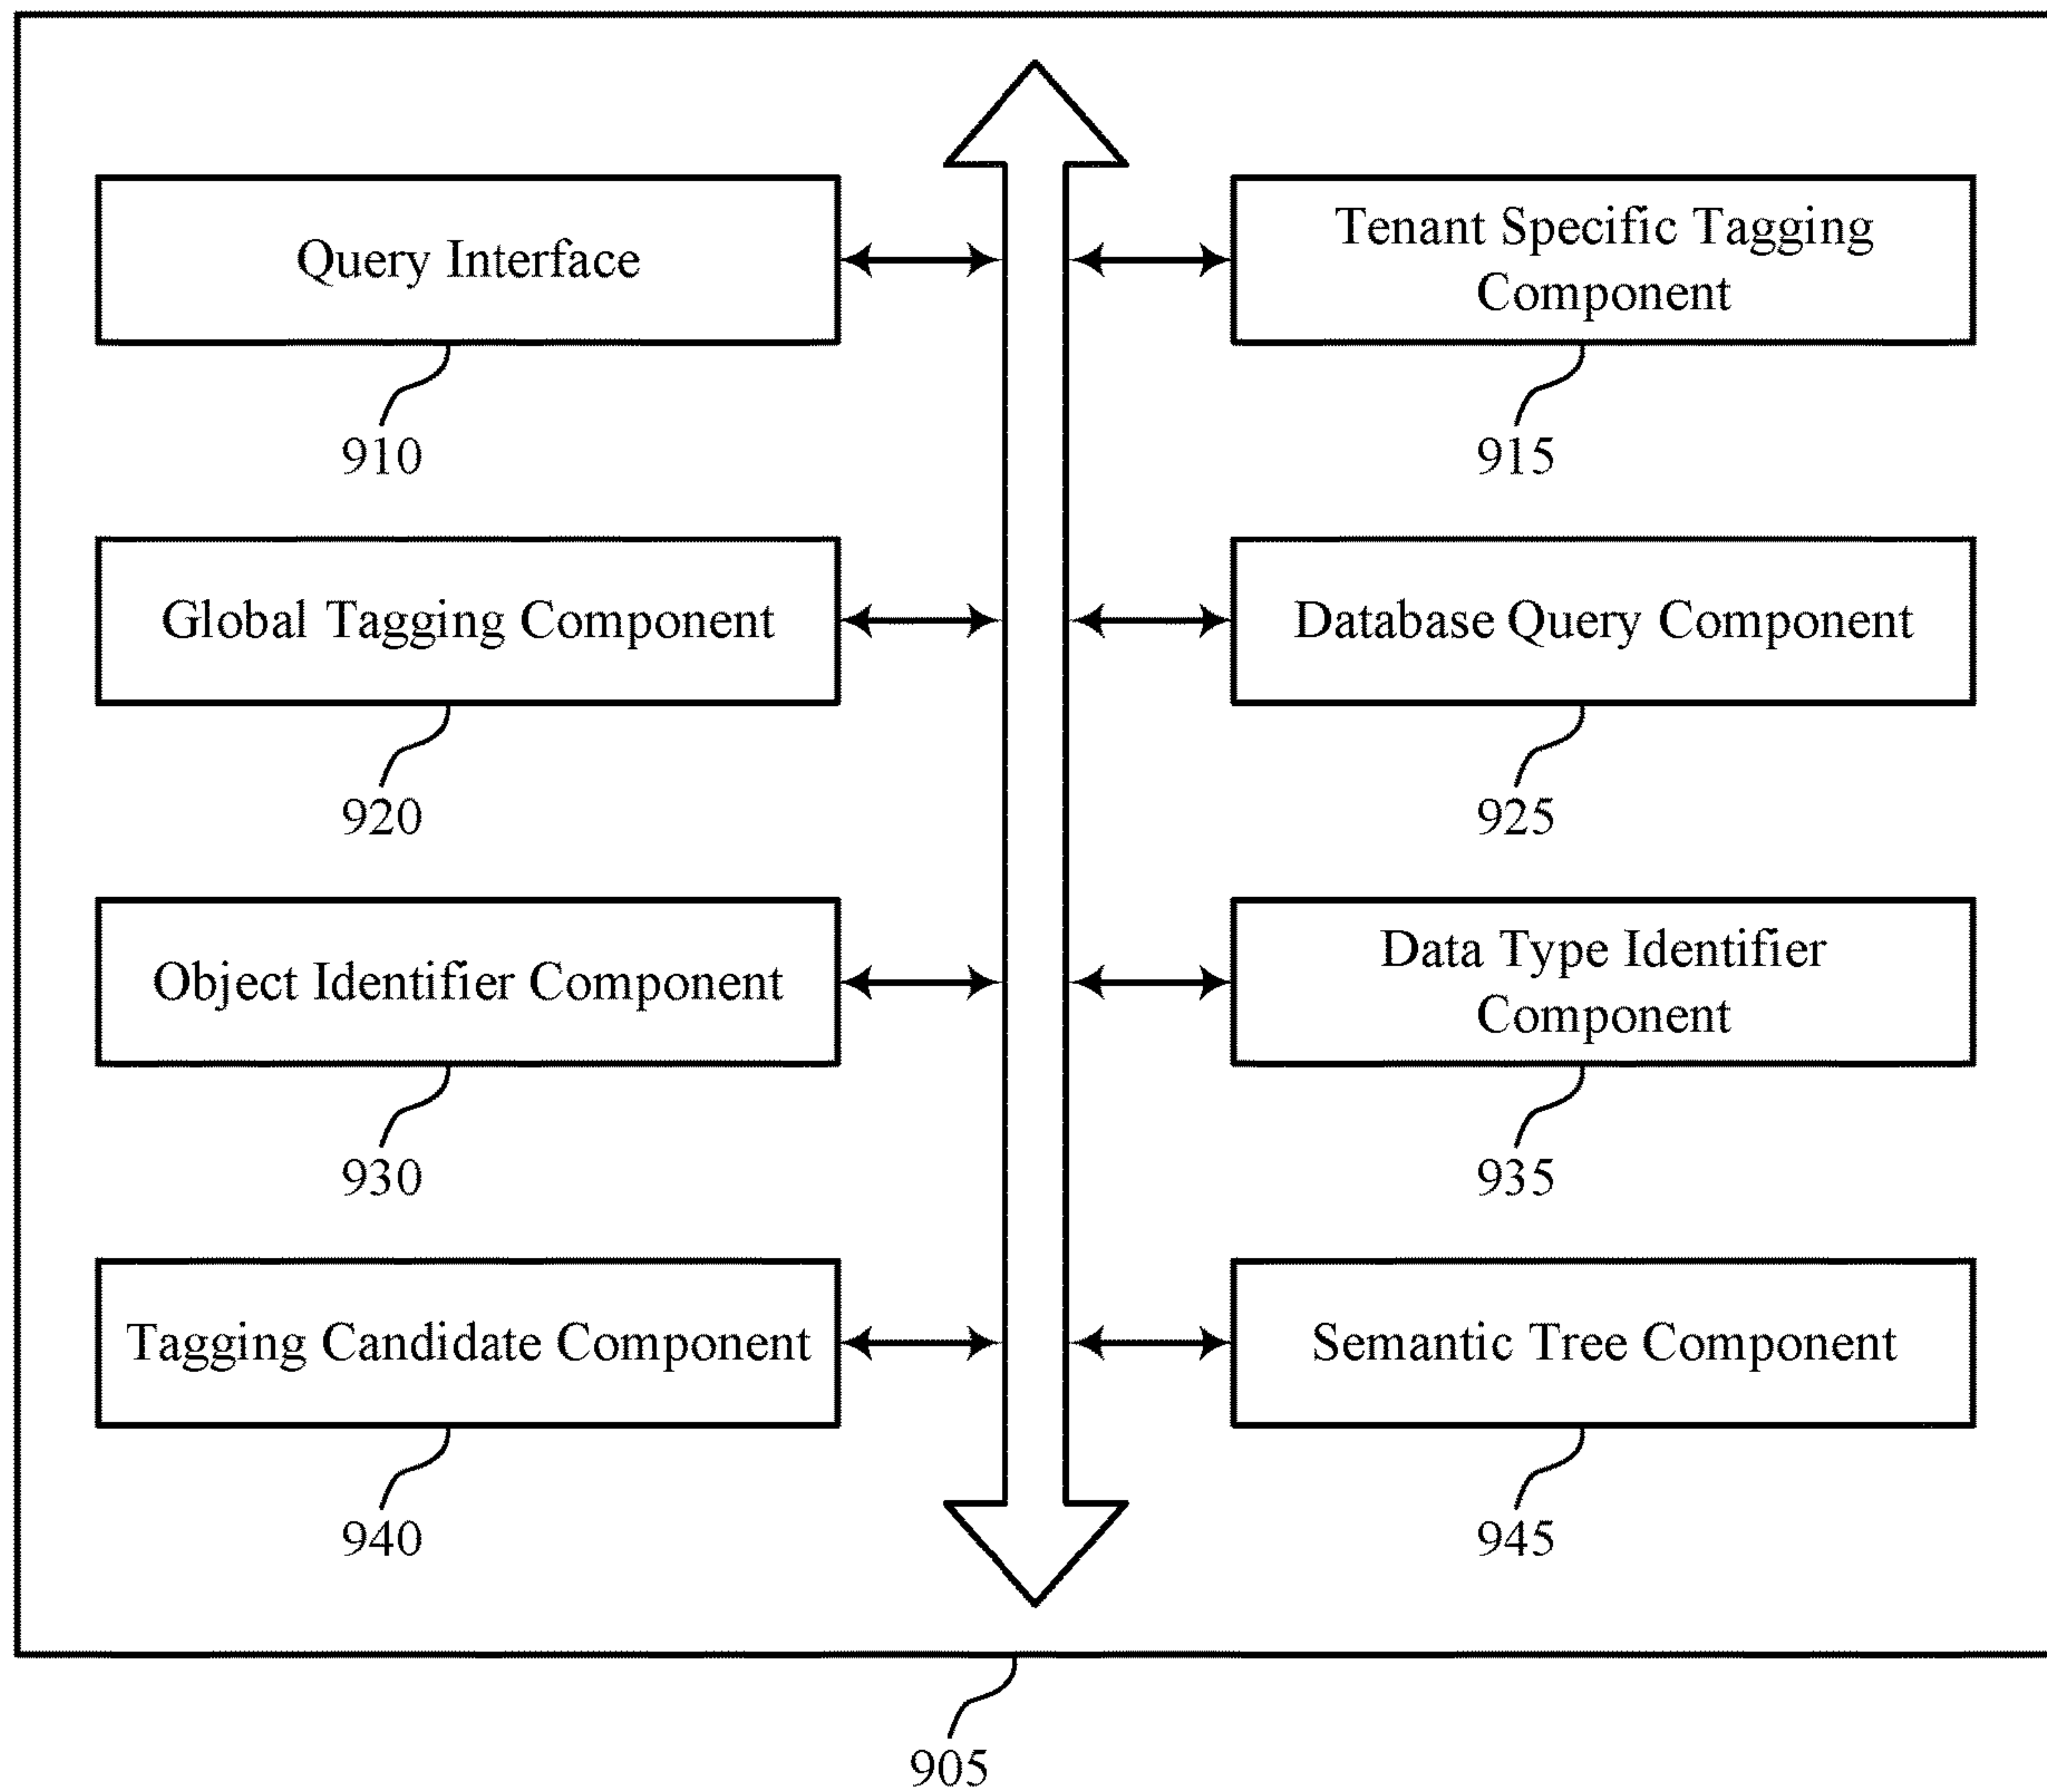 Query Interface
910
Tenant Specific Tagging
Component
915
Global Tagging Component
920
Database Query Component
925
Object Identifier Component
930
Data Type Identifier
Component
935
Tagging Candidate Component
940
Semantic Tree Component
945
905